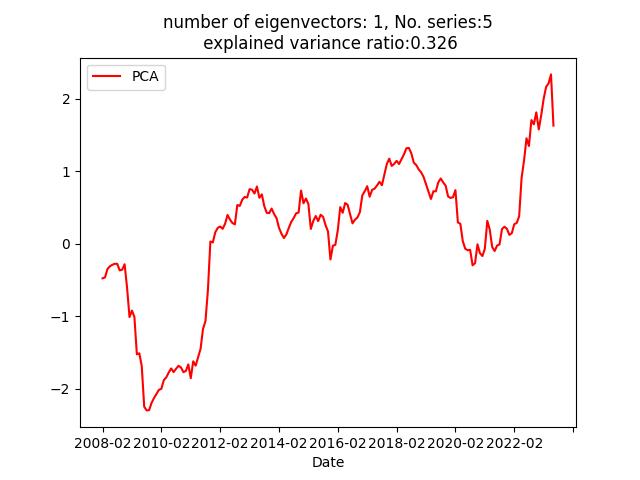 number of eigenvectors: 1, No. series:5
explained variance ratio:0.326
PCA
2
1
0
−1
−2
2008-02 2010-02 2012-02 2014-02 2016-02 2018-02 2020-02 2022-02
Date